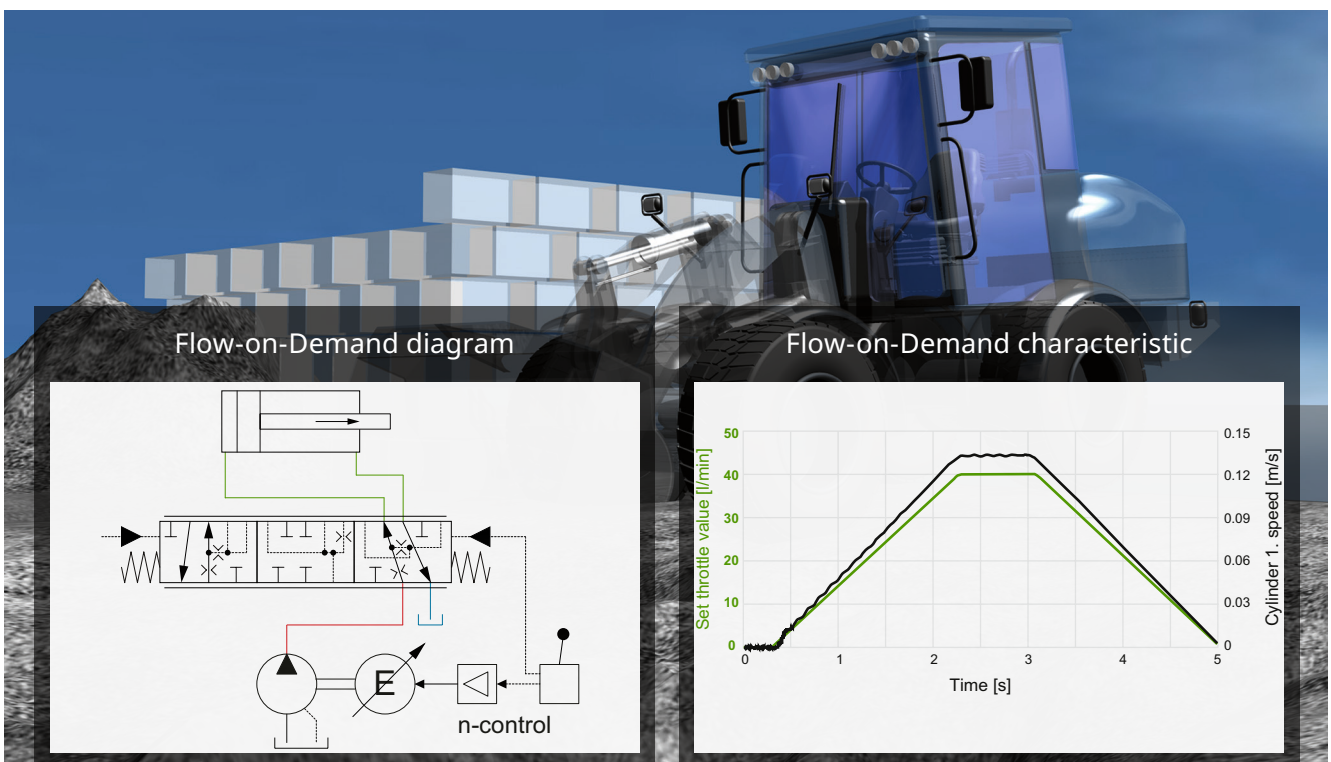 Flow-on-Demand diagram
E
n-control
Flow-on-Demand characteristic
Set throttle value [l/min]
50
40
30
20
10
0
0.15
0.12
0.09
0.06
0.03
0
Cylinder 1. speed [m/s]
0 1 2 3 4 5
Time [s]